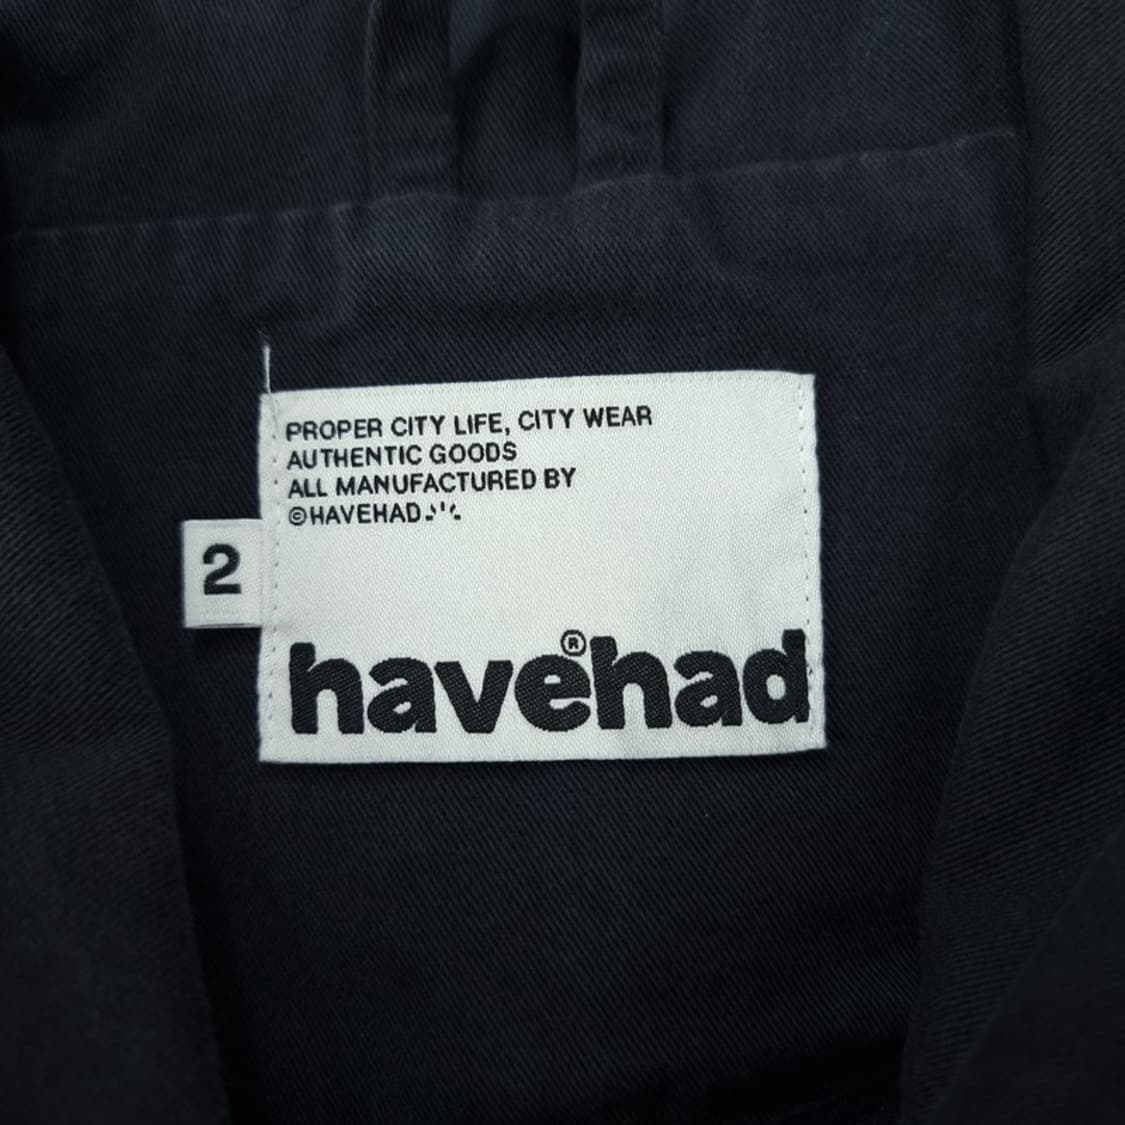 PROPER CITY LIFE, CITY WEAR
AUTHENTIC GOODS
ALL MANUFACTURED BY
©HAVEHAD
2
havehad®